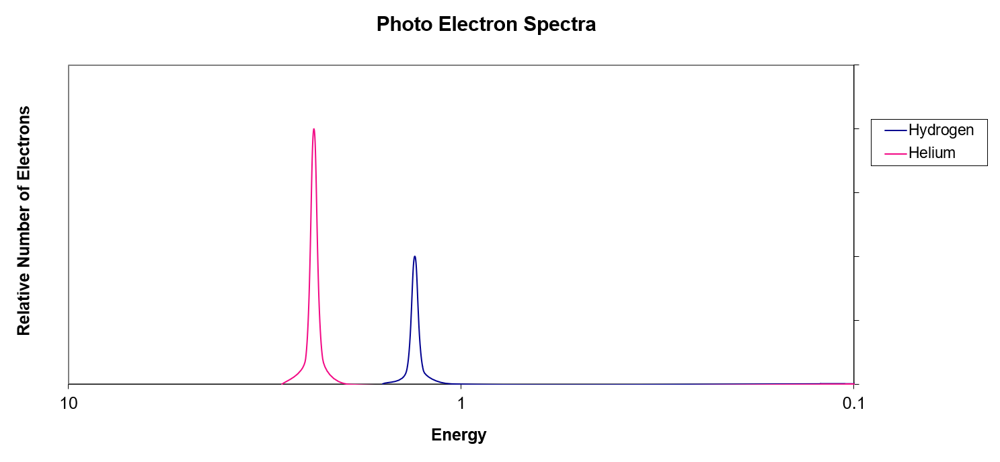 Photo Electron Spectra
Relative Number of Electrons
Hydrogen
Helium
10
1
0.1
Energy